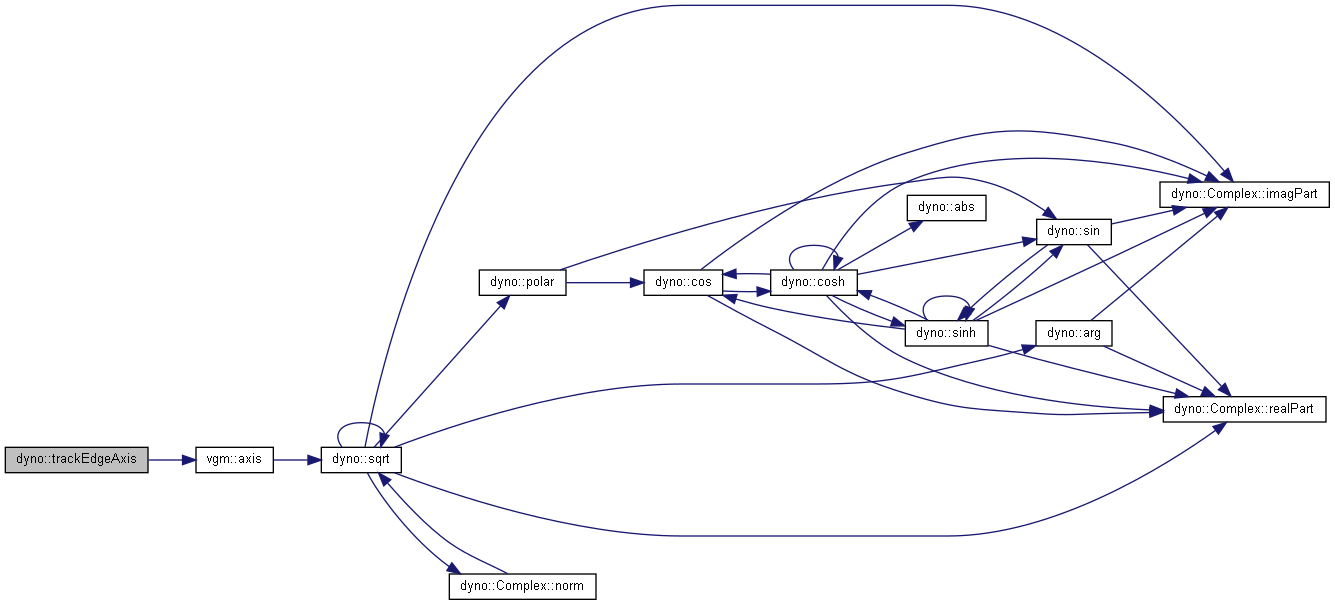 dyno::trackEdgeAxis
vgm::axis
dyno::sqrt
dyno::polar
dyno::Complex::norm
dyno::cos
dyno::cosh
dyno::abs
dyno::sinh
dyno::sin
dyno::arg
dyno::Complex::imagPart
dyno::Complex::realPart